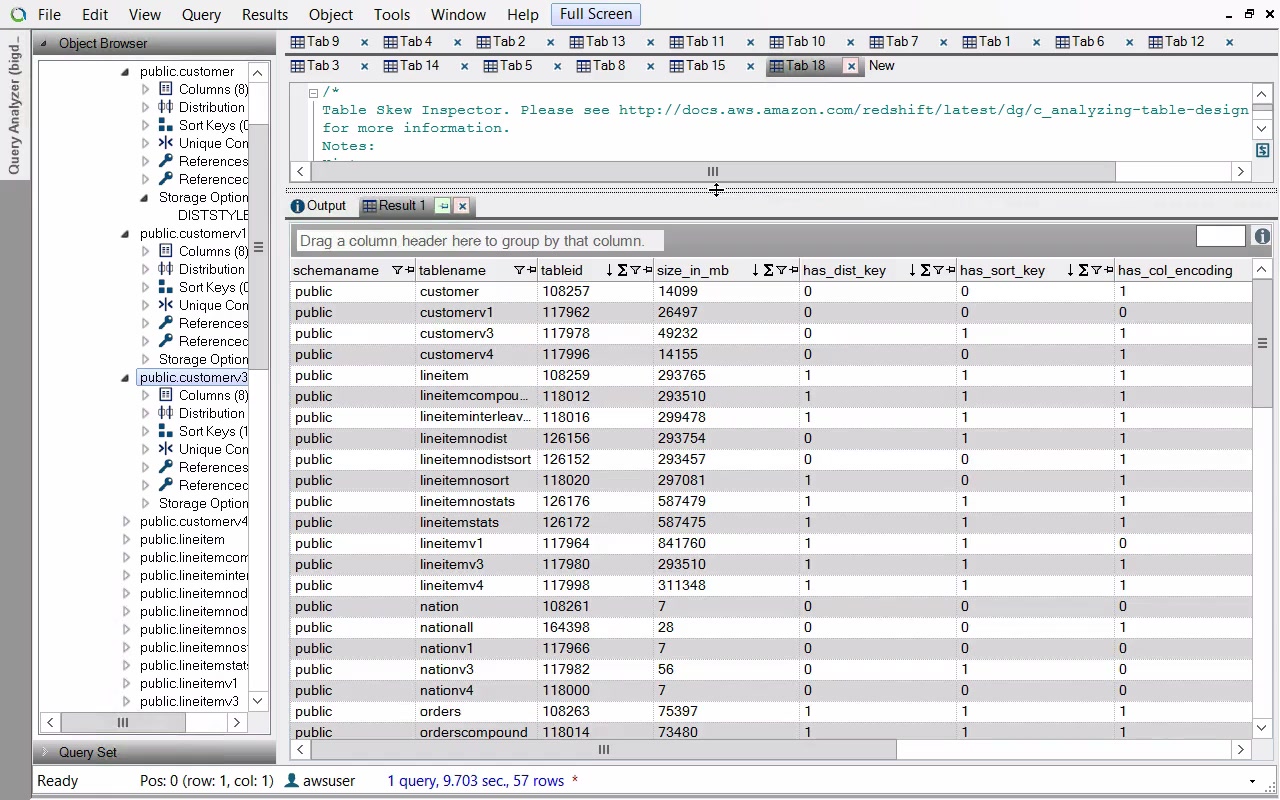 File Edit View Query Results Object Tools Window Help Full Screen
Query Analyzer (bigd...
Object Browser
public.customer
Columns (8)
Distribution
Sort Keys (0
Unique Con
References
Referenced
Storage Option
DISTSTYLE
public.customerv1
Columns (8)
Distribution
Sort Keys (0
Unique Con
References
Referenced
Storage Option
public.customerv3
Columns (8)
Distribution
Sort Keys (1
Unique Con
References
Referenced
Storage Option
public.customerv4
public.lineitem
public.lineitemcom
public.lineiteminter
public.lineitemnod
public.lineitemnod
public.lineitemnos
public.lineitemnos
public.lineitemstat
public.lineitemv1
public.lineitemv3
Query Set
Tab 9 Tab 4 Tab 2 Tab 13 Tab 11 Tab 10 Tab 7 Tab 1 Tab 6 Tab 12
Tab 3 Tab 14 Tab 5 Tab 8 Tab 15 Tab 18 New
/*
Table Skew Inspector. Please see http://docs.aws.amazon.com/redshift/latest/dg/c_analyzing-table-design
for more information.
Notes:
Output Result 1
Drag a column header here to group by that column.
schemaname tablename tableid size_in_mb has_dist_key has_sort_key has_col_encoding
public customer 108257 14099 0 0 1
public customerv1 117962 26497 0 0 0
public customerv3 117978 49232 0 1 1
public customerv4 117996 14155 0 0 1
public lineitem 108259 293765 1 1 1
public lineitemcompou... 118012 293510 1 1 1
public lineiteminterleav... 118016 299478 1 1 1
public lineitemnodist 126156 293754 0 1 1
public lineitemnodistsort 126152 293457 0 0 1
public lineitemnosort 118020 297081 1 0 1
public lineitemnostats 126176 587479 1 1 1
public lineitemstats 126172 587475 1 1 1
public lineitemv1 117964 841760 1 1 0
public lineitemv3 117980 293510 1 1 1
public lineitemv4 117998 311348 1 1 1
public nation 108261 7 0 0 0
public nationall 164398 28 0 0 1
public nationv1 117966 7 0 0 0
public nationv3 117982 56 0 1 1
public nationv4 118000 7 0 0 0
public orders 108263 75397 1 1 1
public orderscompound 118014 73480 1 1 1
Ready Pos: 0 (row: 1, col: 1) awsuser 1 query, 9.703 sec., 57 rows *